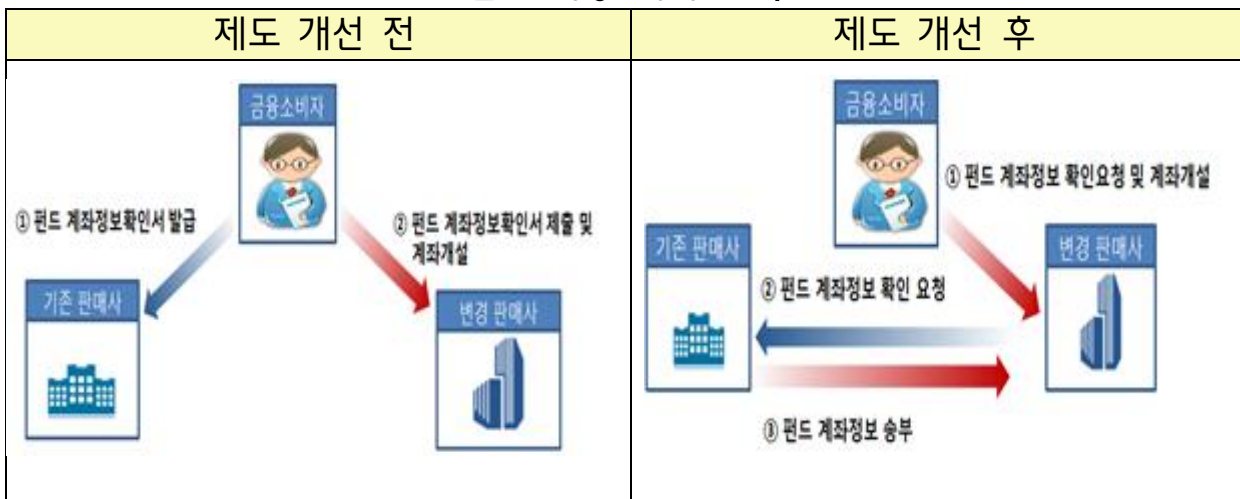 제도 개선 전
제도 개선 후
금융소비자
① 펀드 계좌정보확인서 발급
② 펀드 계좌정보확인서 제출 및
계좌개설
기존 판매사
변경 판매사
금융소비자
① 펀드 계좌정보 확인요청 및 계좌개설
기존 판매사
변경 판매사
② 펀드 계좌정보 확인 요청
③ 펀드 계좌정보 송부